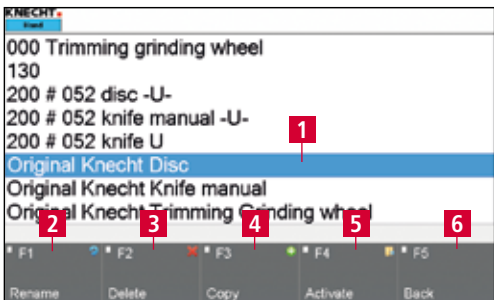 KNECHT
Hand
000 Trimming grinding wheel
130
200 # 052 disc -U-
200 # 052 knife manual -U-
200 # 052 knife U
1
Original Knecht Disc
Original Knecht Knife manual
Original Knecht Trimming Grinding wheel
2 3 4 5 6
F1 F2 F3 F4 F5
Rename Delete Copy Activate Back